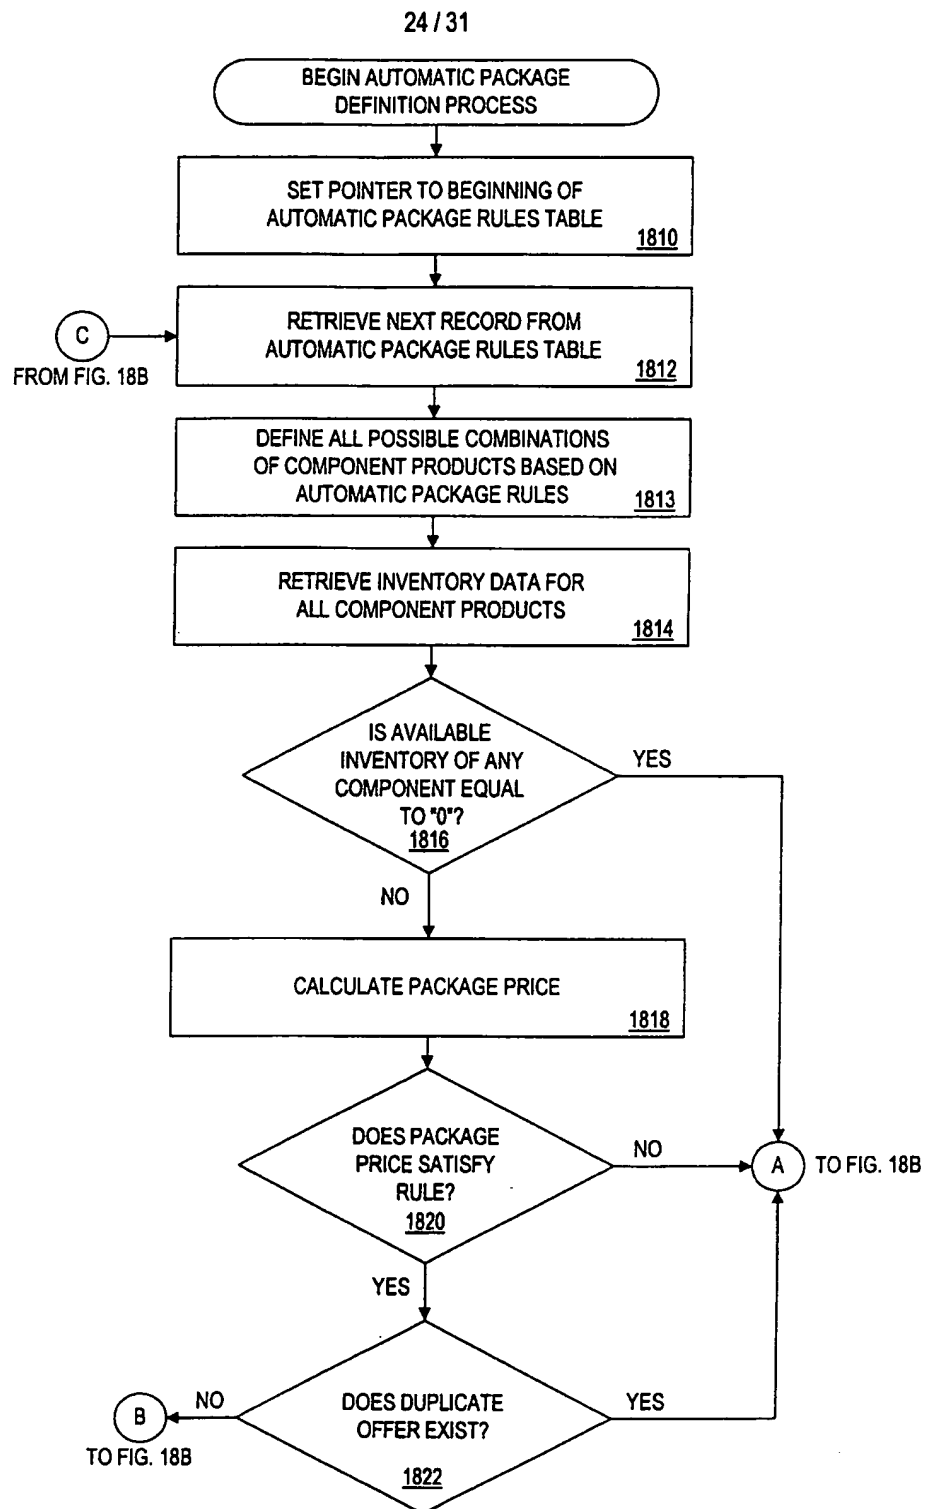 24 / 31
BEGIN AUTOMATIC PACKAGE
DEFINITION PROCESS
SET POINTER TO BEGINNING OF
AUTOMATIC PACKAGE RULES TABLE
1810
C
FROM FIG. 18B
RETRIEVE NEXT RECORD FROM
AUTOMATIC PACKAGE RULES TABLE
1812
DEFINE ALL POSSIBLE COMBINATIONS
OF COMPONENT PRODUCTS BASED ON
AUTOMATIC PACKAGE RULES
1813
RETRIEVE INVENTORY DATA FOR
ALL COMPONENT PRODUCTS
1814
IS AVAILABLE
INVENTORY OF ANY
COMPONENT EQUAL
TO "0"?
1816
YES
NO
CALCULATE PACKAGE PRICE
1818
DOES PACKAGE
PRICE SATISFY
RULE?
1820
NO
A
TO FIG. 18B
YES
DOES DUPLICATE
OFFER EXIST?
1822
YES
NO
B
TO FIG. 18B